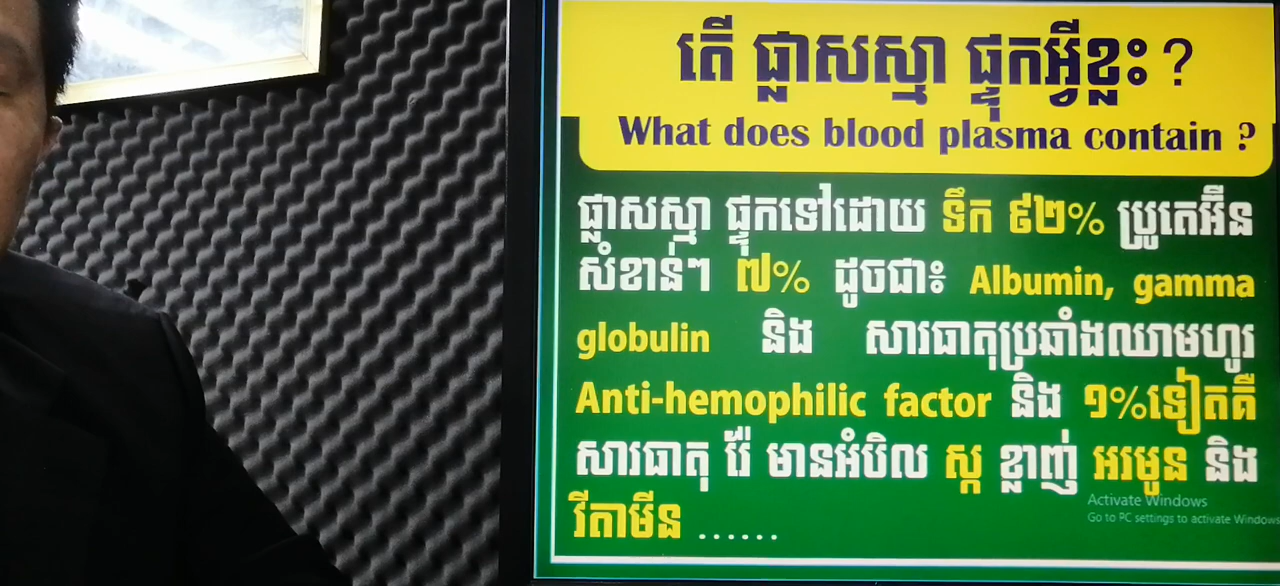 តើ ផ្លាសស្មា ផ្ទុកអ្វីខ្លះ ?
What does blood plasma contain ?
ផ្លាសស្មា ផ្ទុកទៅដោយ ទឹក ៩២% ប្រូតេអ៊ីន
សំខាន់ៗ ៧% ដូចជា៖ Albumin, gamma
globulin និង សារធាតុប្រឆាំងឈាមហូរ
Anti-hemophilic factor និង ១%ទៀតគឺ
សារធាតុ រ៉ែ មានអំបិល ស្ករ ខ្លាញ់ អរមូន និង
វីតាមីន ......
Activate Windows
Go to PC settings to activate Windows